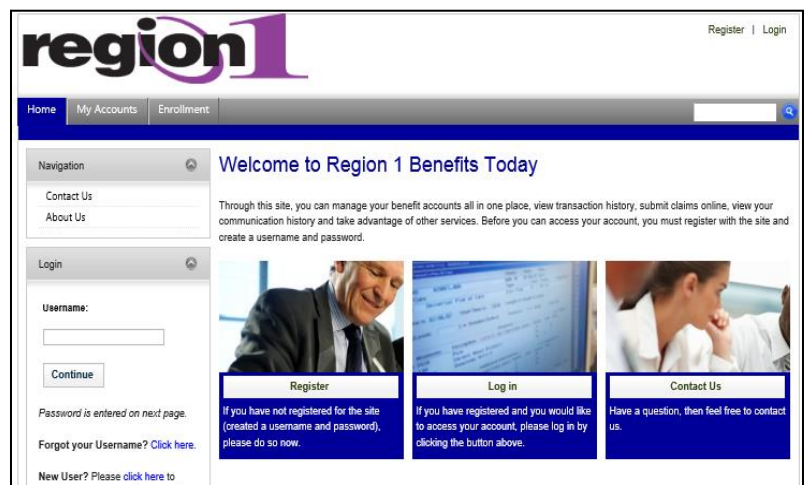 region1
Register | Login
Home My Accounts Enrollment
Navigation
Contact Us
About Us
Login
Username:
Continue
Password is entered on next page.
Forgot your Username? Click here.
New User? Please click here to
Welcome to Region 1 Benefits Today
Through this site, you can manage your benefit accounts all in one place, view transaction history, submit claims online, view your
communication history and take advantage of other services. Before you can access your account, you must register with the site and
create a username and password.
Register
If you have not registered for the site
(created a username and password),
please do so now.
Log in
If you have registered and you would like
to access your account, please log in by
clicking the button above.
Contact Us
Have a question, then feel free to contact
us.